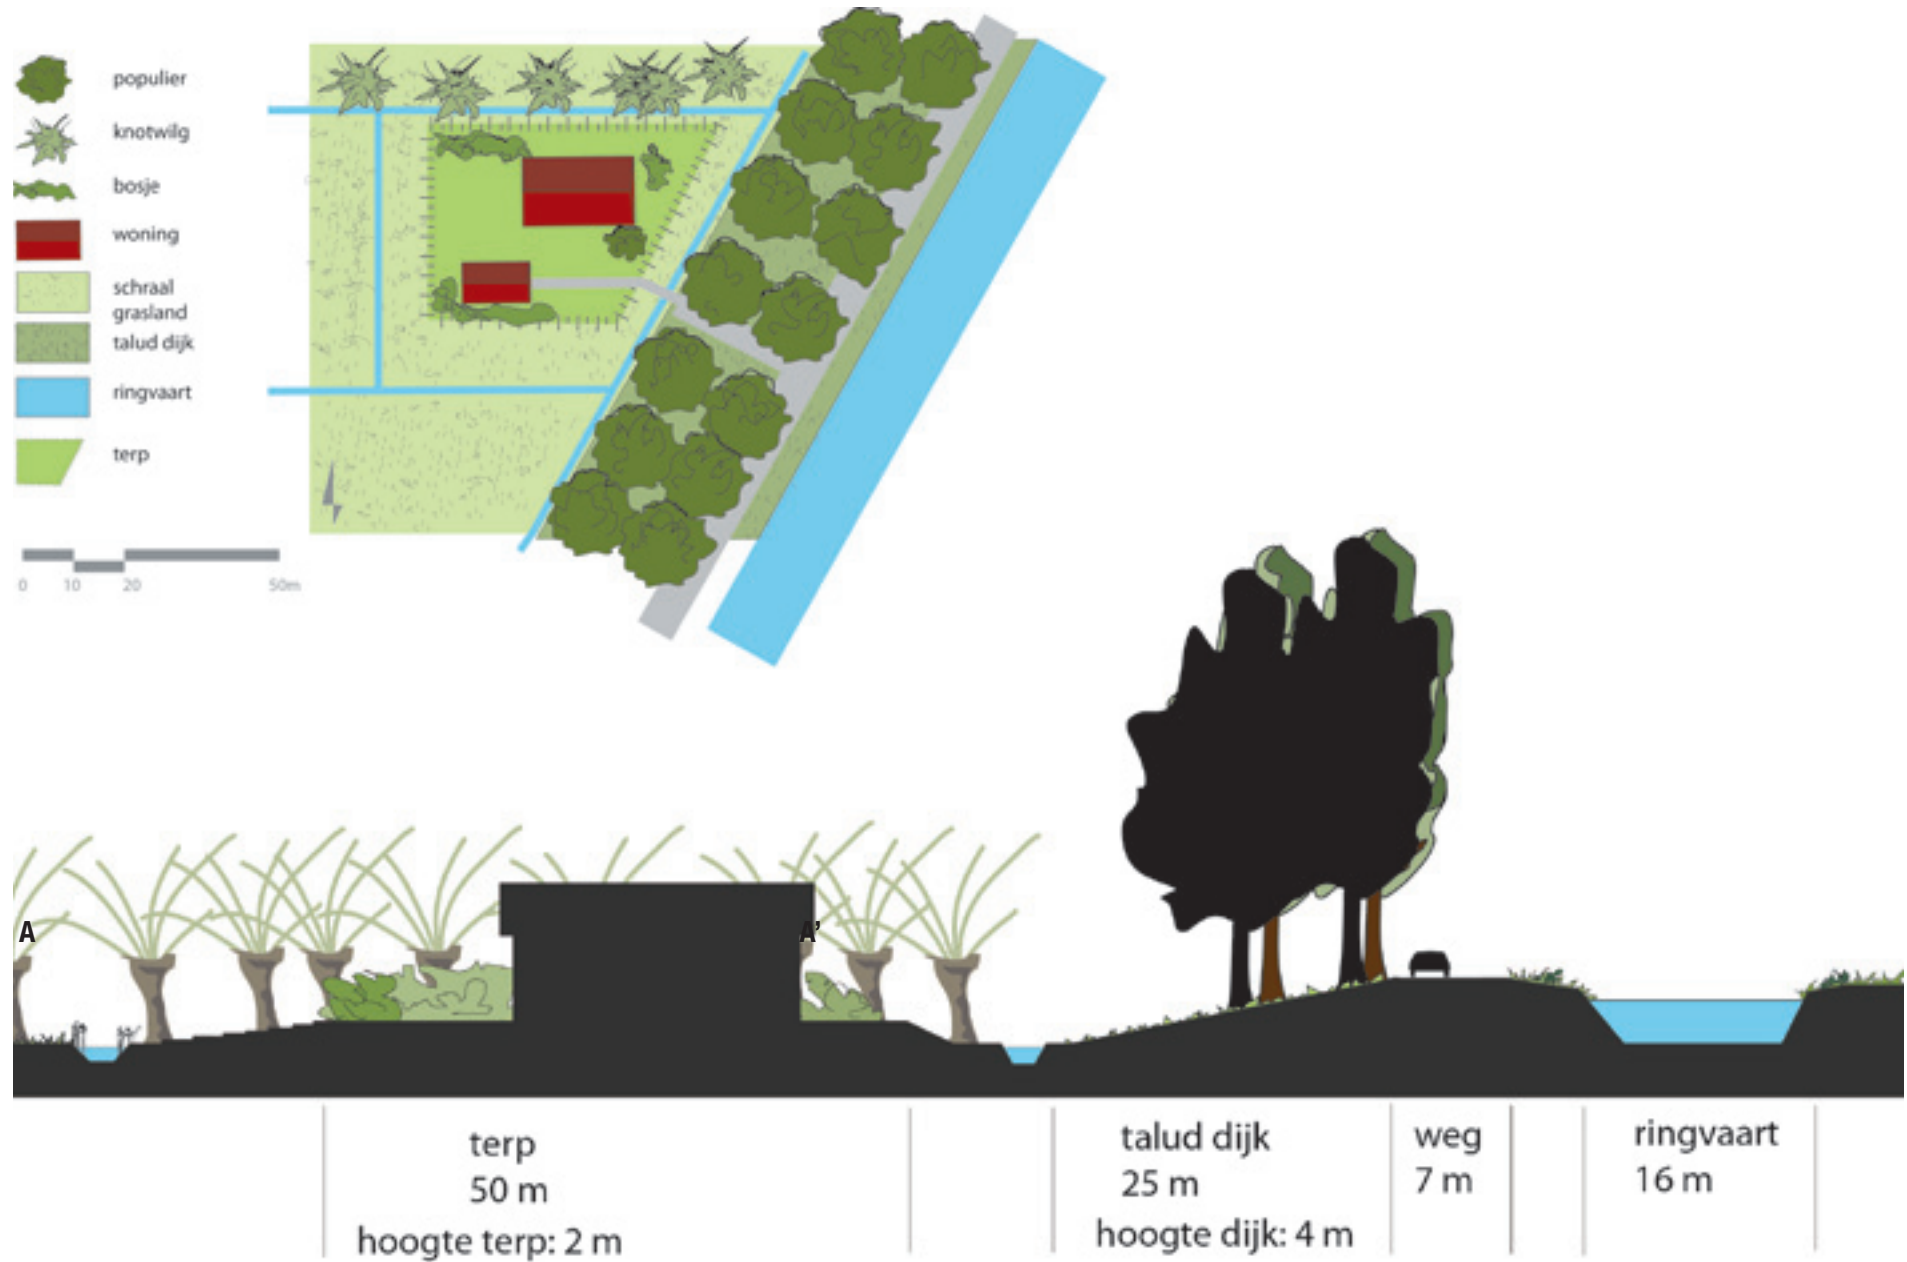 populier
knotwilg
bosje
woning
schraal
grasland
talud dijk
ringvaart
terp
0 10 20 50m
A A’
terp
50 m
hoogte terp: 2 m
talud dijk
25 m
hoogte dijk: 4 m
weg
7 m
ringvaart
16 m